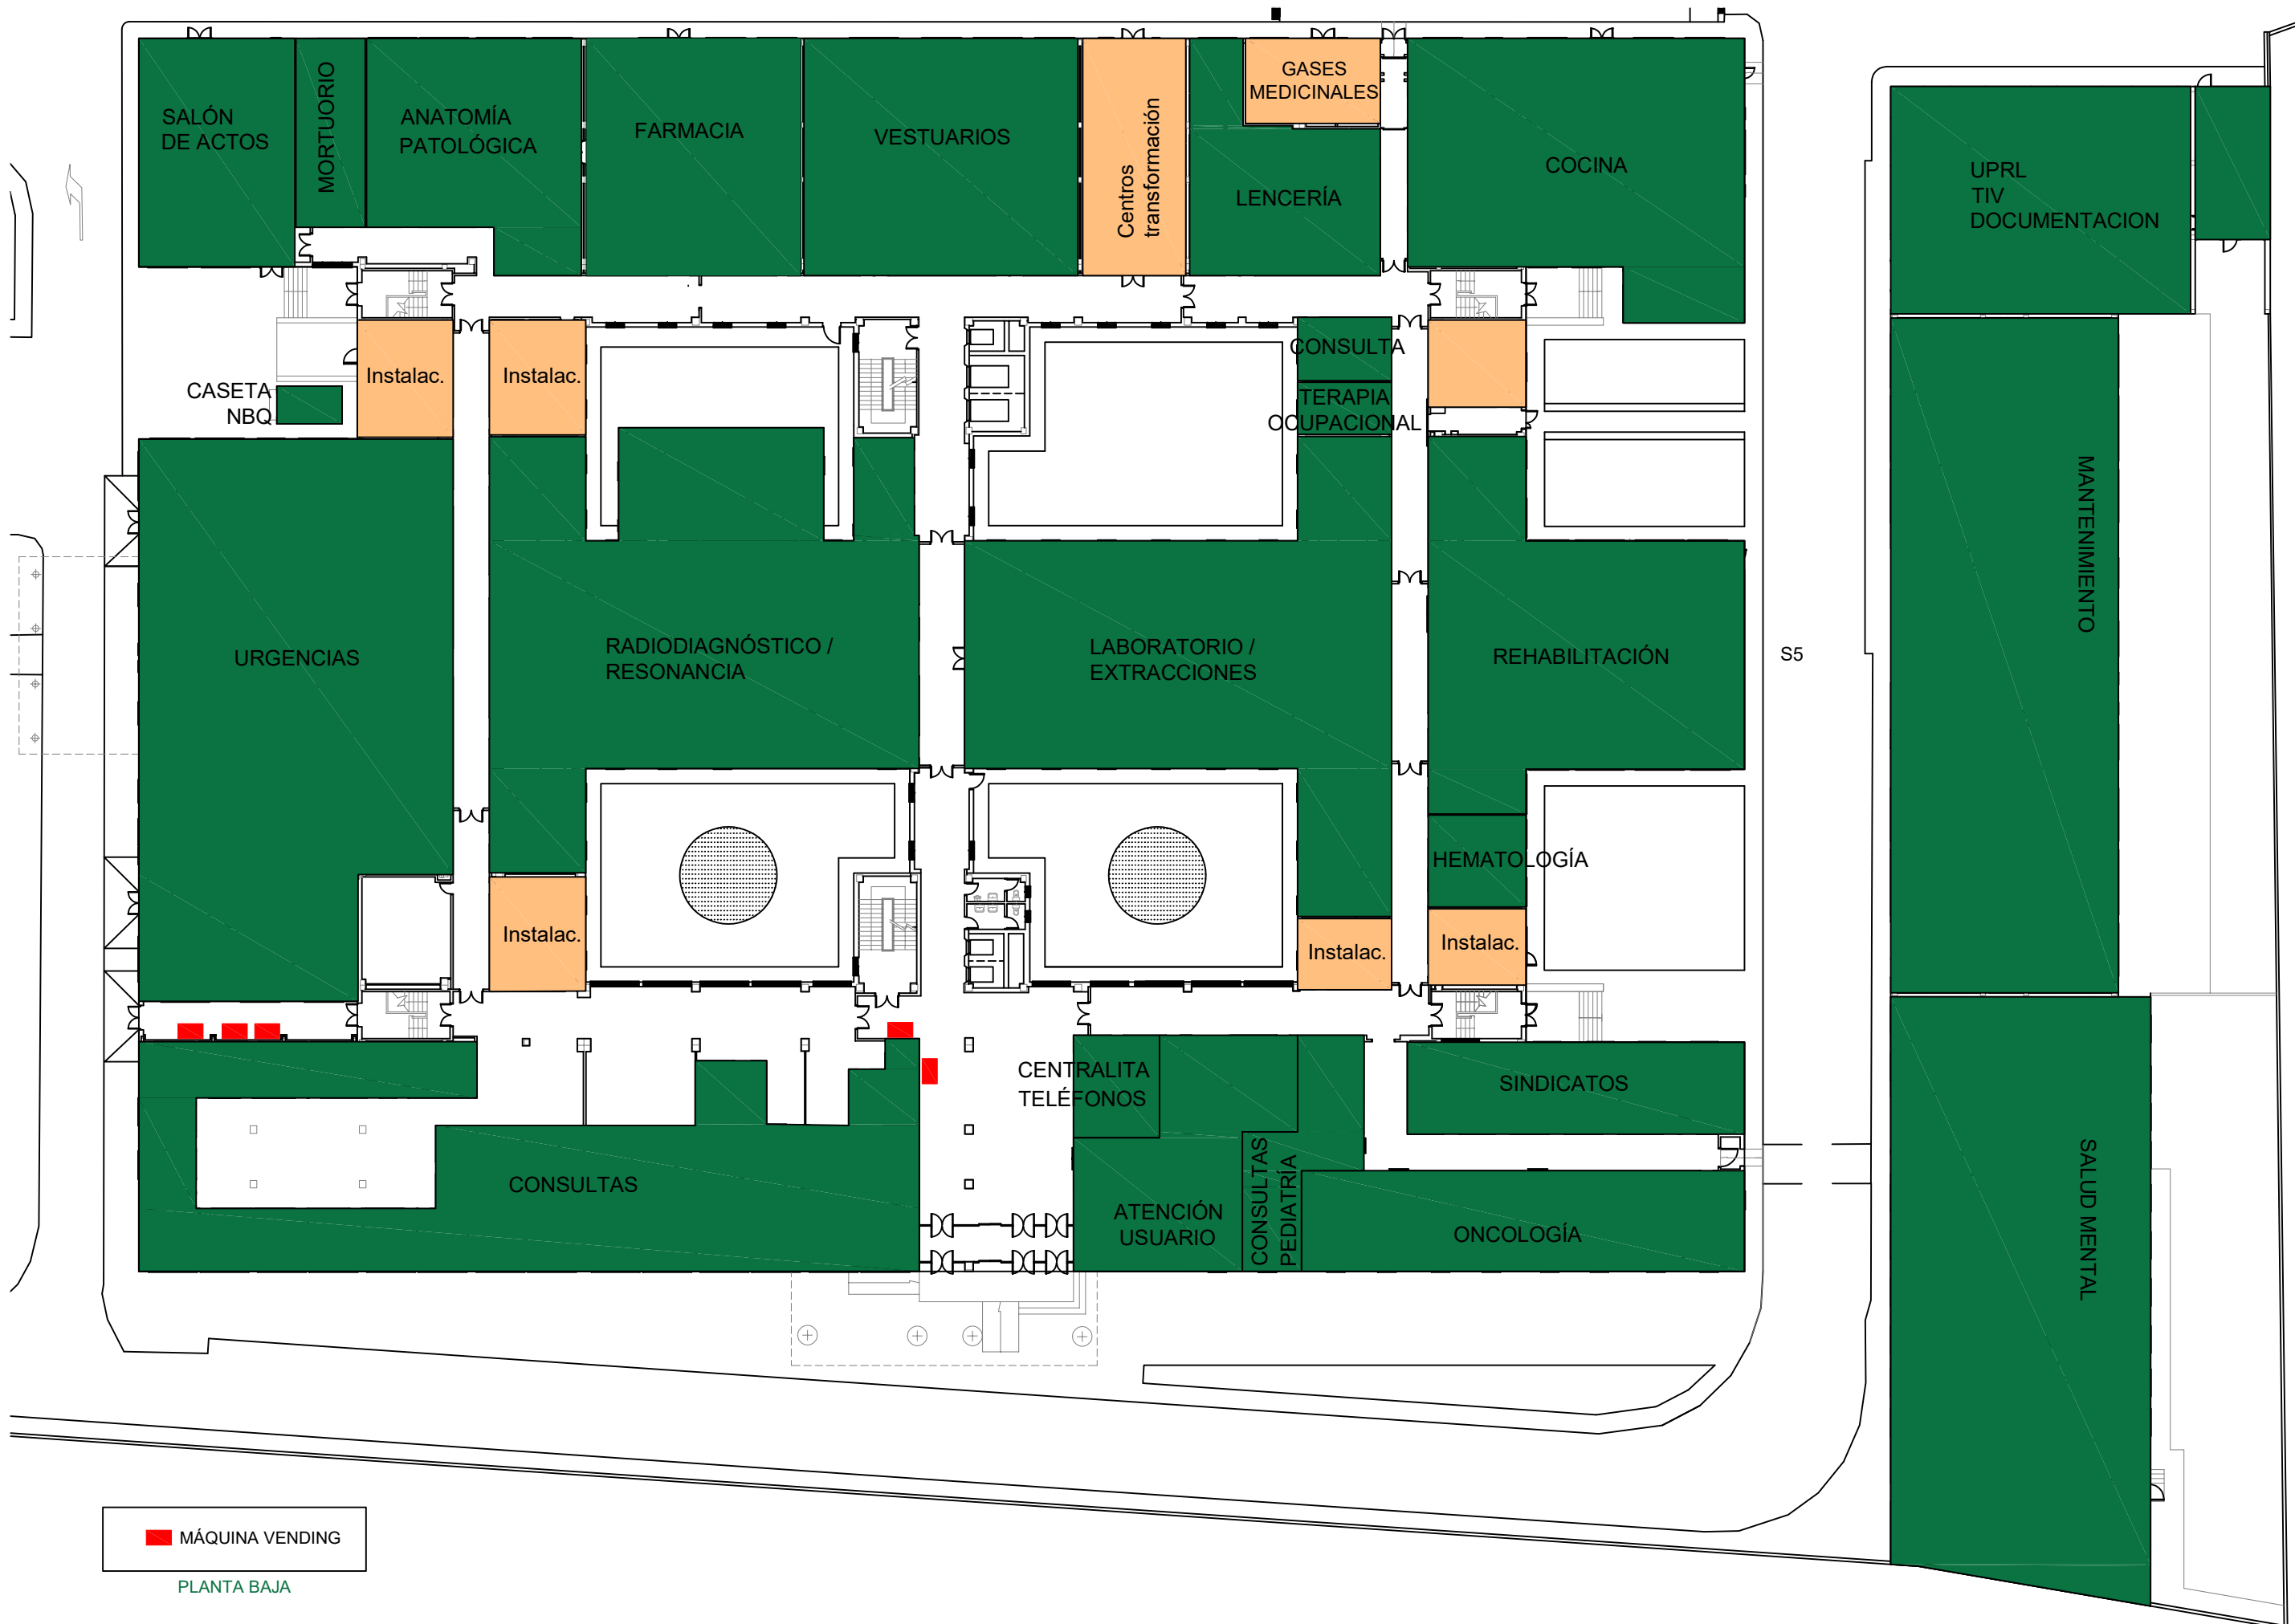 SALÓN
DE ACTOS
MORTUORIO
ANATOMÍA
PATOLÓGICA
FARMACIA
VESTUARIOS
Centros
transformación
GASES
MEDICINALES
LENCERÍA
COCINA
UPRL
TIV
DOCUMENTACION
Instalac.
Instalac.
CASETA
NBQ
CONSULTA
TERAPIA
OCUPACIONAL
MANTENIMIENTO
URGENCIAS
RADIODIAGNÓSTICO /
RESONANCIA
LABORATORIO /
EXTRACCIONES
REHABILITACIÓN
S5
HEMATOLOGÍA
Instalac.
Instalac.
Instalac.
CENTRALITA
TELÉFONOS
SINDICATOS
CONSULTAS
ATENCIÓN
USUARIO
CONSULTAS
PEDIATRÍA
ONCOLOGÍA
SALUD MENTAL
MÁQUINA VENDING
PLANTA BAJA